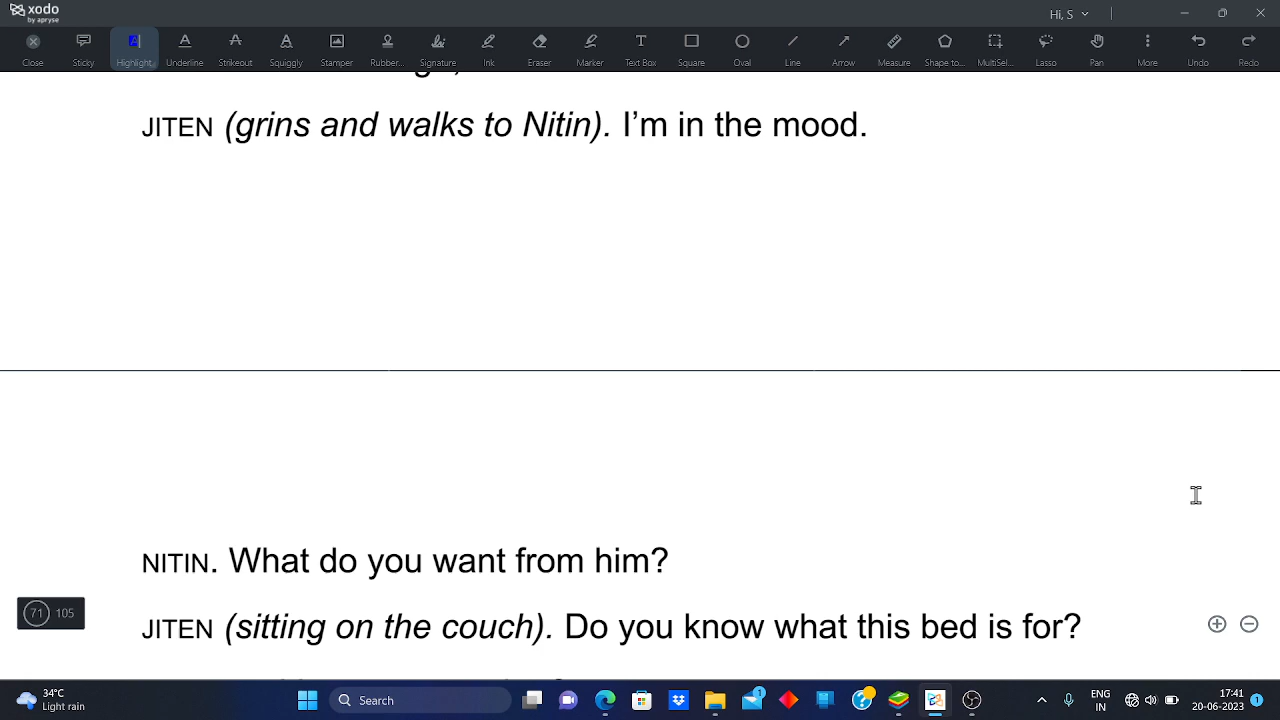 xodo
by apryse
Hi, S
Close Sticky Highlight Underline Strikeout Squiggly Stamper Rubber... Signature Ink Eraser Marker Text Box Square Oval Line Arrow Measure Shape to... MultiSel... Lasso Pan More Undo Redo
JITEN (grins and walks to Nitin). I'm in the mood.
NITIN. What do you want from him?
71 105
JITEN (sitting on the couch). Do you know what this bed is for?
34°C
Light rain
Search
1
ENG
IN
17:41
20-06-2023
1